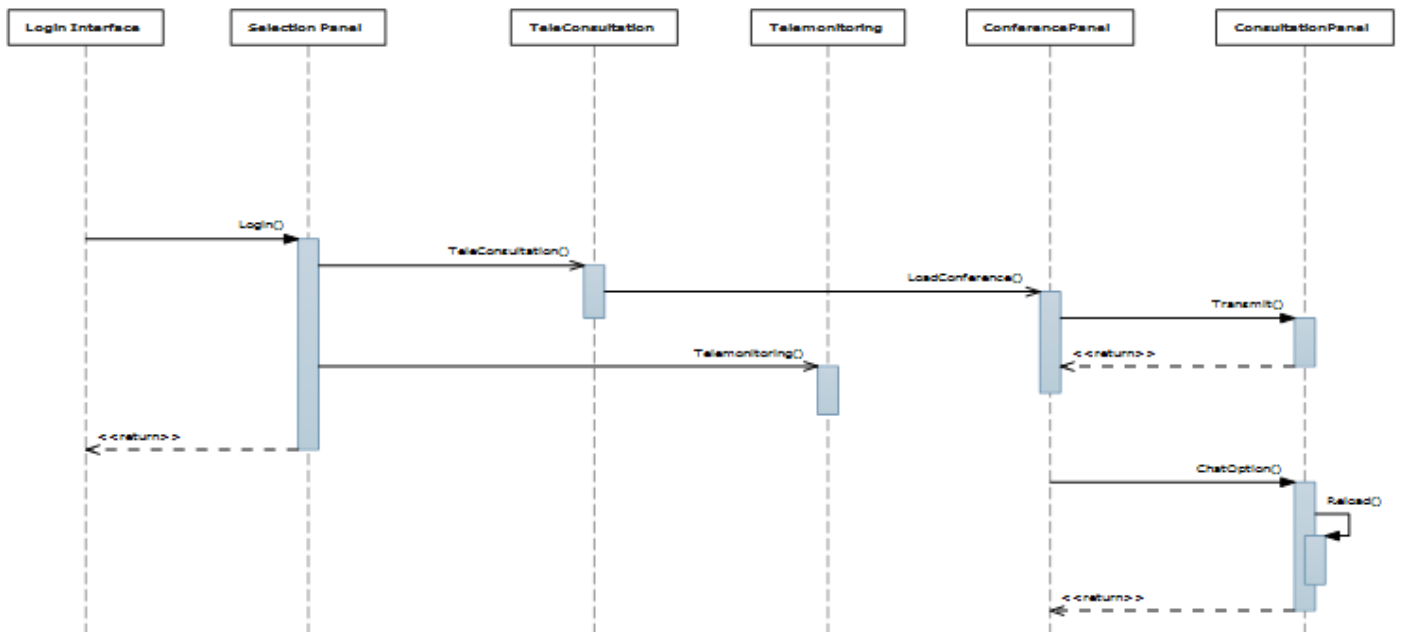 Login Interface
Selection Panel
TeleConsultation
Telemonitoring
ConferencePanel
ConsultationPanel
Login()
TeleConsultation()
LoadConference()
Transmit()
Telemonitoring()
<<return>>
<<return>>
ChatOption()
Reload()
<<return>>